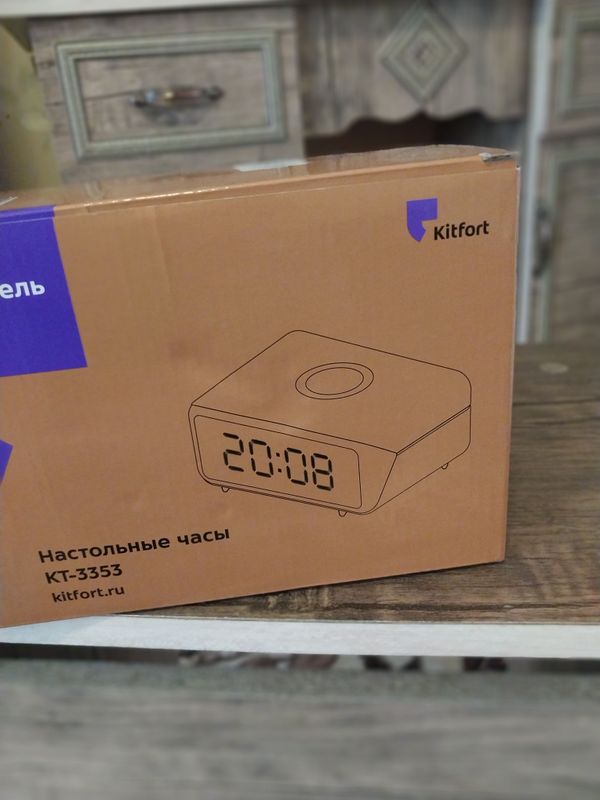 ель
Kitfort
20:08
Настольные часы
КТ-3353
kitfort.ru